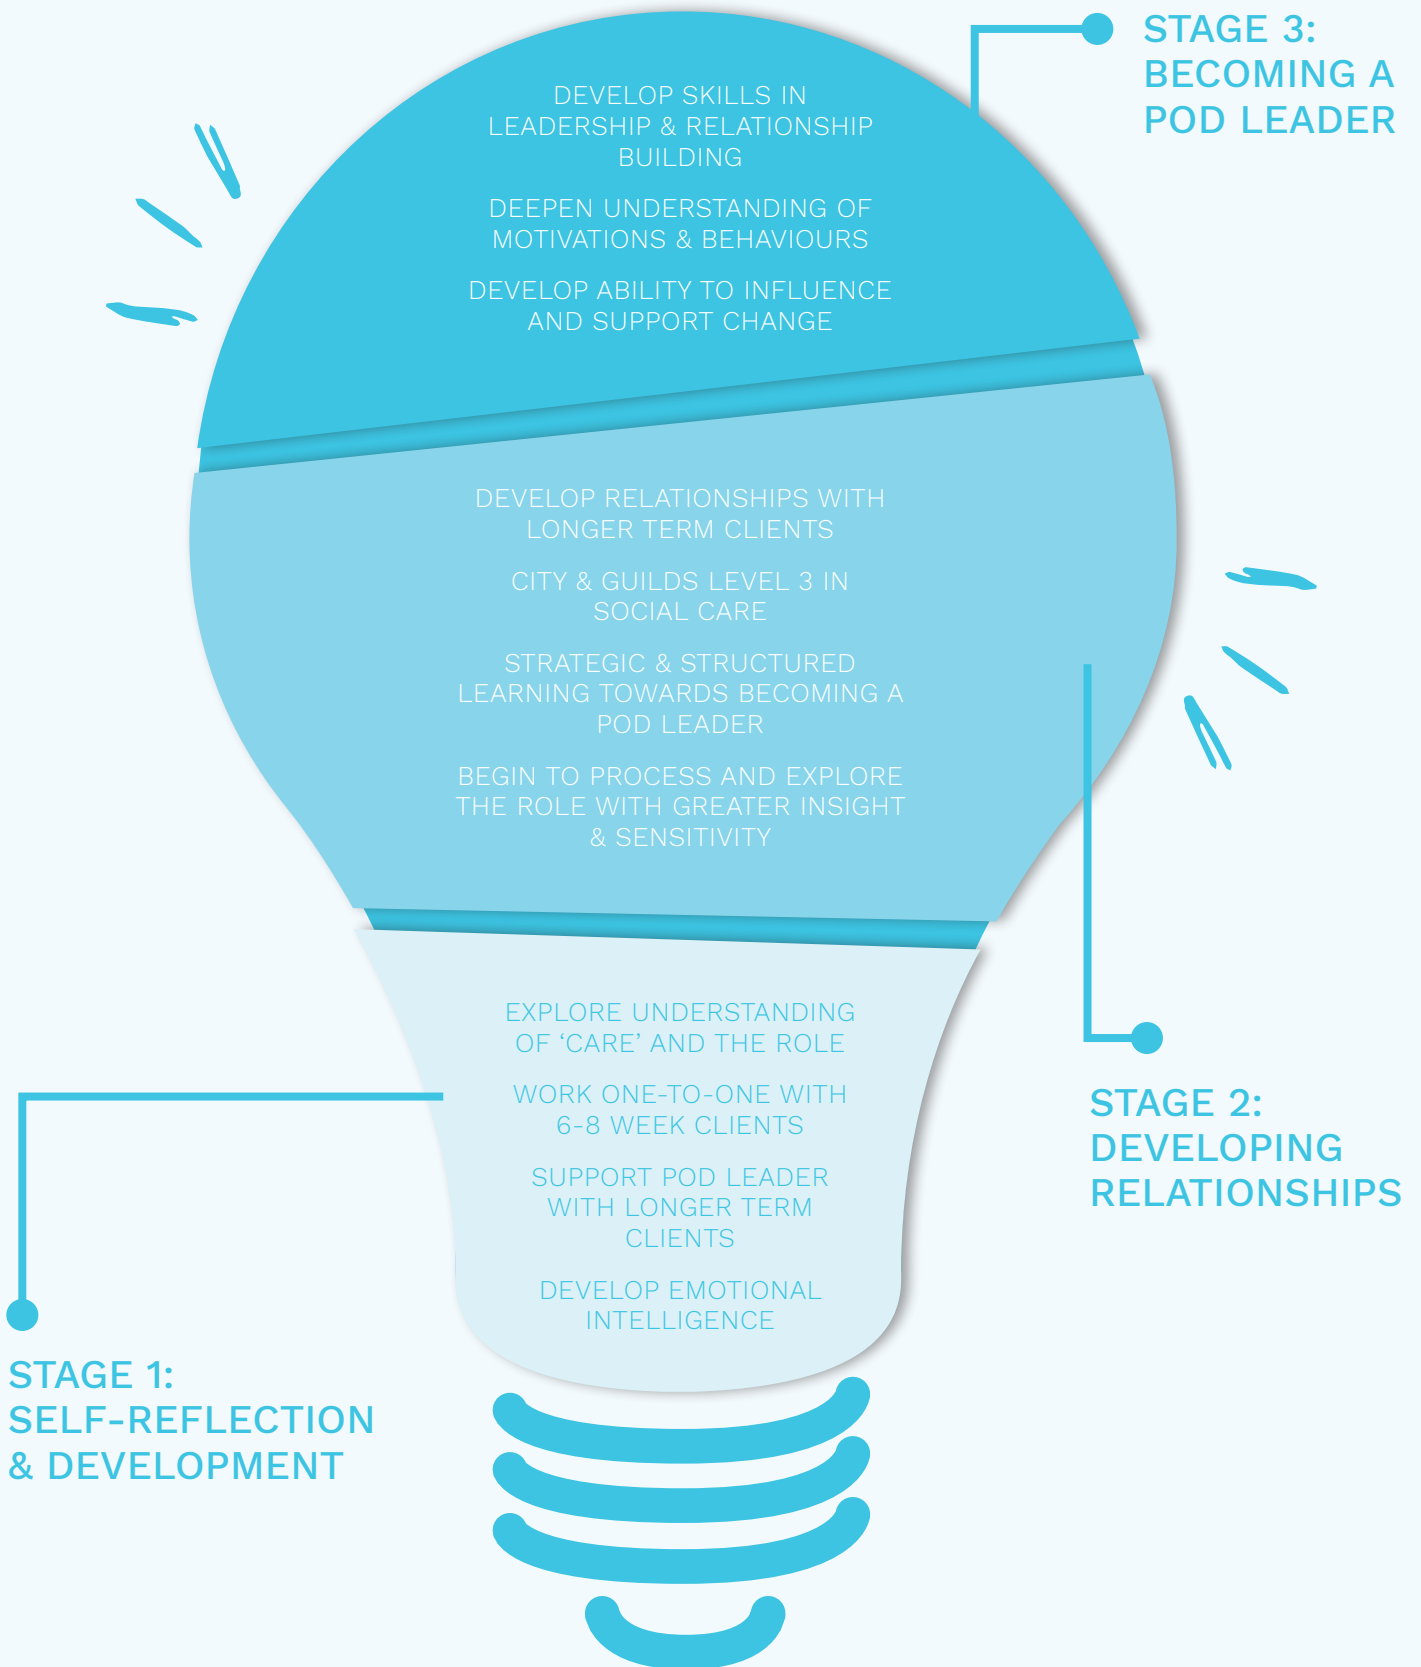 STAGE 3:
BECOMING A
POD LEADER
DEVELOP SKILLS IN
LEADERSHIP & RELATIONSHIP
BUILDING
DEEPEN UNDERSTANDING OF
MOTIVATIONS & BEHAVIOURS
DEVELOP ABILITY TO INFLUENCE
AND SUPPORT CHANGE
DEVELOP RELATIONSHIPS WITH
LONGER TERM CLIENTS
CITY & GUILDS LEVEL 3 IN
SOCIAL CARE
STRATEGIC & STRUCTURED
LEARNING TOWARDS BECOMING A
POD LEADER
BEGIN TO PROCESS AND EXPLORE
THE ROLE WITH GREATER INSIGHT
& SENSITIVITY
STAGE 2:
DEVELOPING
RELATIONSHIPS
EXPLORE UNDERSTANDING
OF ‘CARE’ AND THE ROLE
WORK ONE-TO-ONE WITH
6-8 WEEK CLIENTS
SUPPORT POD LEADER
WITH LONGER TERM
CLIENTS
DEVELOP EMOTIONAL
INTELLIGENCE
STAGE 1:
SELF-REFLECTION
& DEVELOPMENT